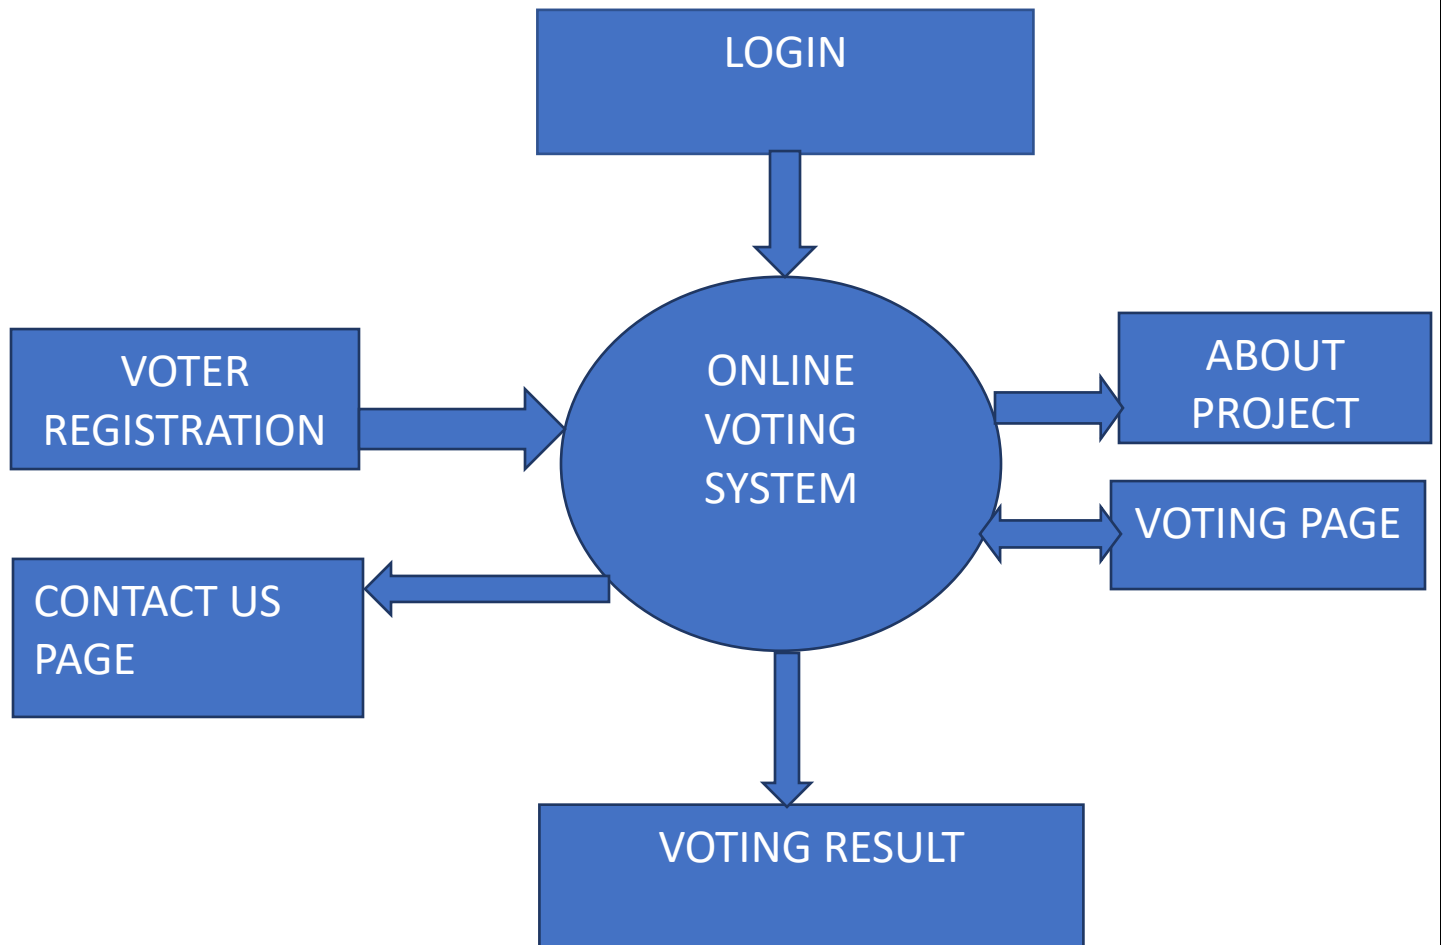 LOGIN
VOTER
REGISTRATION
ONLINE
VOTING
SYSTEM
ABOUT
PROJECT
VOTING PAGE
CONTACT US
PAGE
VOTING RESULT